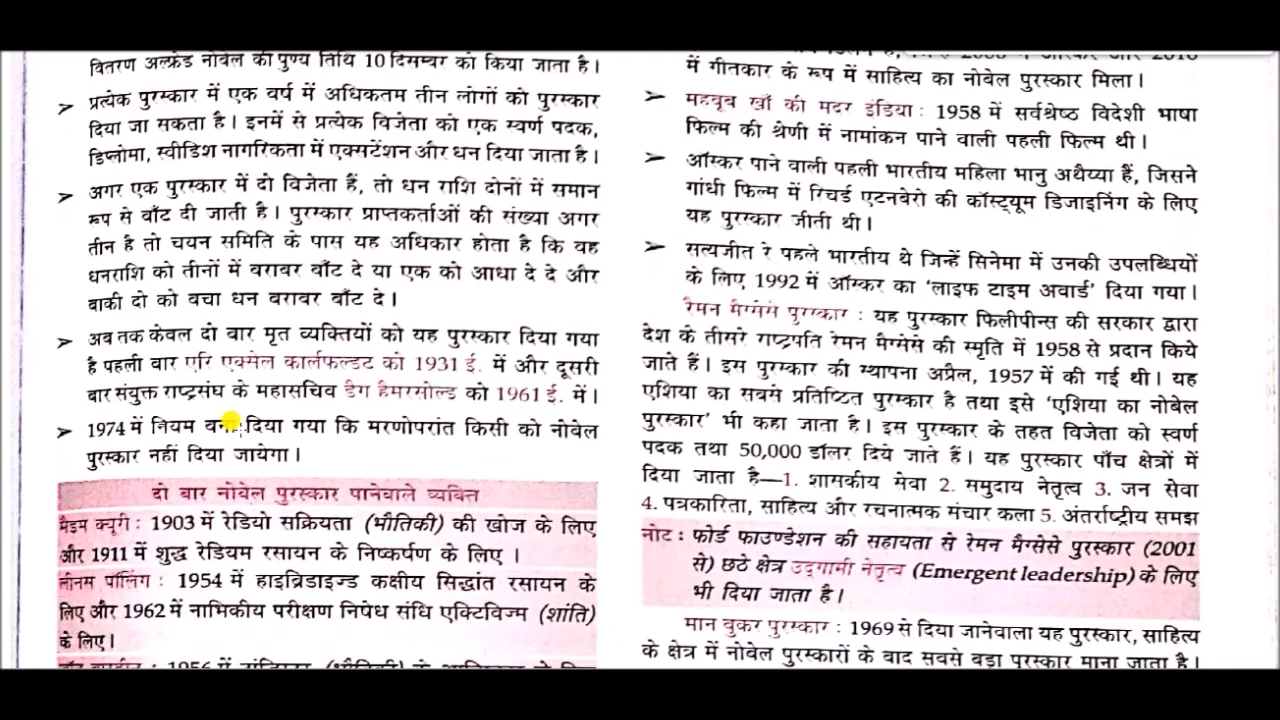 वितरण अल्फ्रेड नोबेल की पुण्य तिथि 10 दिसम्बर को किया जाता है।
➢ प्रत्येक पुरस्कार में एक वर्ष में अधिकतम तीन लोगों को पुरस्कार
दिया जा सकता है। इनमें से प्रत्येक विजेता को एक स्वर्ण पदक,
डिप्लोमा, स्वीडिश नागरिकता में एक्सटेंशन और धन दिया जाता है।
➢ अगर एक पुरस्कार में दो विजेता हैं, तो धन राशि दोनों में समान
रूप से बाँट दी जाती है। पुरस्कार प्राप्तकर्ताओं की संख्या अगर
तीन है तो चयन समिति के पास यह अधिकार होता है कि वह
धनराशि को तीनों में बराबर बाँट दे या एक को आधा दे दे और
बाकी दो को बचा धन बराबर बाँट दे।
➢ अब तक केवल दो बार मृत व्यक्तियों को यह पुरस्कार दिया गया
है पहली बार एरि एक्सेल कार्लफल्डट को 1931 ई. में और दूसरी
बार संयुक्त राष्ट्रसंघ के महासचिव डैग हैमरसोल्ड को 1961 ई. में।
➢ 1974 में नियम बना दिया गया कि मरणोपरांत किसी को नोबेल
पुरस्कार नहीं दिया जायेगा।
दो बार नोबेल पुरस्कार पानेवाले व्यक्ति
मैडम क्यूरी : 1903 में रेडियो सक्रियता (भौतिकी) की खोज के लिए
और 1911 में शुद्ध रेडियम रसायन के निष्कर्षण के लिए ।
लीनम पॉलिंग : 1954 में हाइब्रिडाइज्ड कक्षीय सिद्धांत रसायन के
लिए और 1962 में नाभिकीय परीक्षण निषेध संधि एक्टिविज्म (शांति)
के लिए।
1956 में (भौतिकी)
में गीतकार के रूप में साहित्य का नोबेल पुरस्कार मिला।
➢ महबूब खाँ की मदर इंडिया : 1958 में सर्वश्रेष्ठ विदेशी भाषा
फिल्म की श्रेणी में नामांकन पाने वाली पहली फिल्म थी।
➢ ऑस्कर पाने वाली पहली भारतीय महिला भानु अथैय्या हैं, जिसने
गांधी फिल्म में रिचर्ड एटनबेरो की कॉस्ट्यूम डिजाइनिंग के लिए
यह पुरस्कार जीती थी।
➢ सत्यजीत रे पहले भारतीय थे जिन्हें सिनेमा में उनकी उपलब्धियों
के लिए 1992 में ऑस्कर का ‘लाइफ टाइम अवार्ड’ दिया गया।
रैमन मैग्सेसे पुरस्कार : यह पुरस्कार फिलीपीन्स की सरकार द्वारा
देश के तीसरे राष्ट्रपति रेमन मैग्सेसे की स्मृति में 1958 से प्रदान किये
जाते हैं। इस पुरस्कार की स्थापना अप्रैल, 1957 में की गई थी। यह
एशिया का सबसे प्रतिष्टित पुरस्कार है तथा इसे ‘एशिया का नोबेल
पुरस्कार’ भी कहा जाता है। इस पुरस्कार के तहत विजेता को स्वर्ण
पदक तथा 50,000 डॉलर दिये जाते हैं। यह पुरस्कार पाँच क्षेत्रों में
दिया जाता है—1. शासकीय सेवा 2. समुदाय नेतृत्व 3. जन सेवा
4. पत्रकारिता, साहित्य और रचनात्मक संचार कला 5. अंतर्राष्ट्रीय समझ
नोट : फोर्ड फाउण्डेशन की सहायता से रेमन मैग्सेसे पुरस्कार (2001
से) छठे क्षेत्र उद्गामी नेतृत्व (Emergent leadership) के लिए
भी दिया जाता है।
मान बुकर पुरस्कार : 1969 से दिया जानेवाला यह पुरस्कार, साहित्य
के क्षेत्र में नोबेल पुरस्कारों के बाद सबसे बड़ा पुरस्कार माना जाता है।